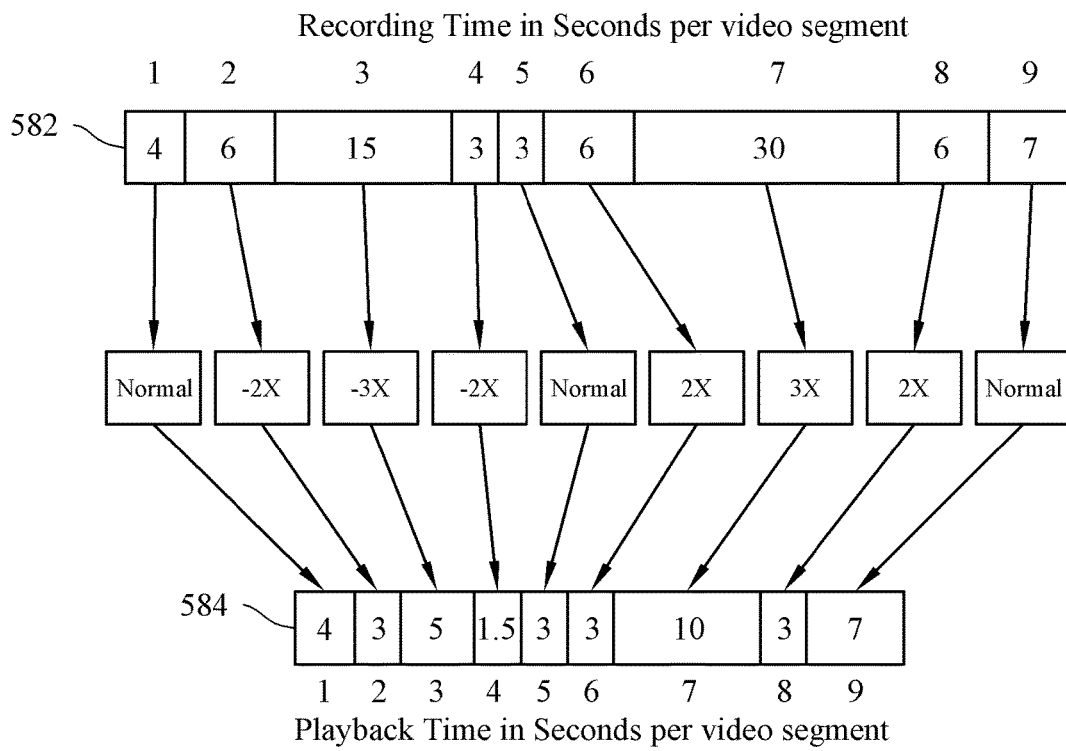 Recording Time in Seconds per video segment
1 2 3 4 5 6 7 8 9
582
4 6 15 3 3 6 30 6 7
Normal -2X -3X -2X Normal 2X 3X 2X Normal
584
4 3 5 1.5 3 3 10 3 7
1 2 3 4 5 6 7 8 9
Playback Time in Seconds per video segment